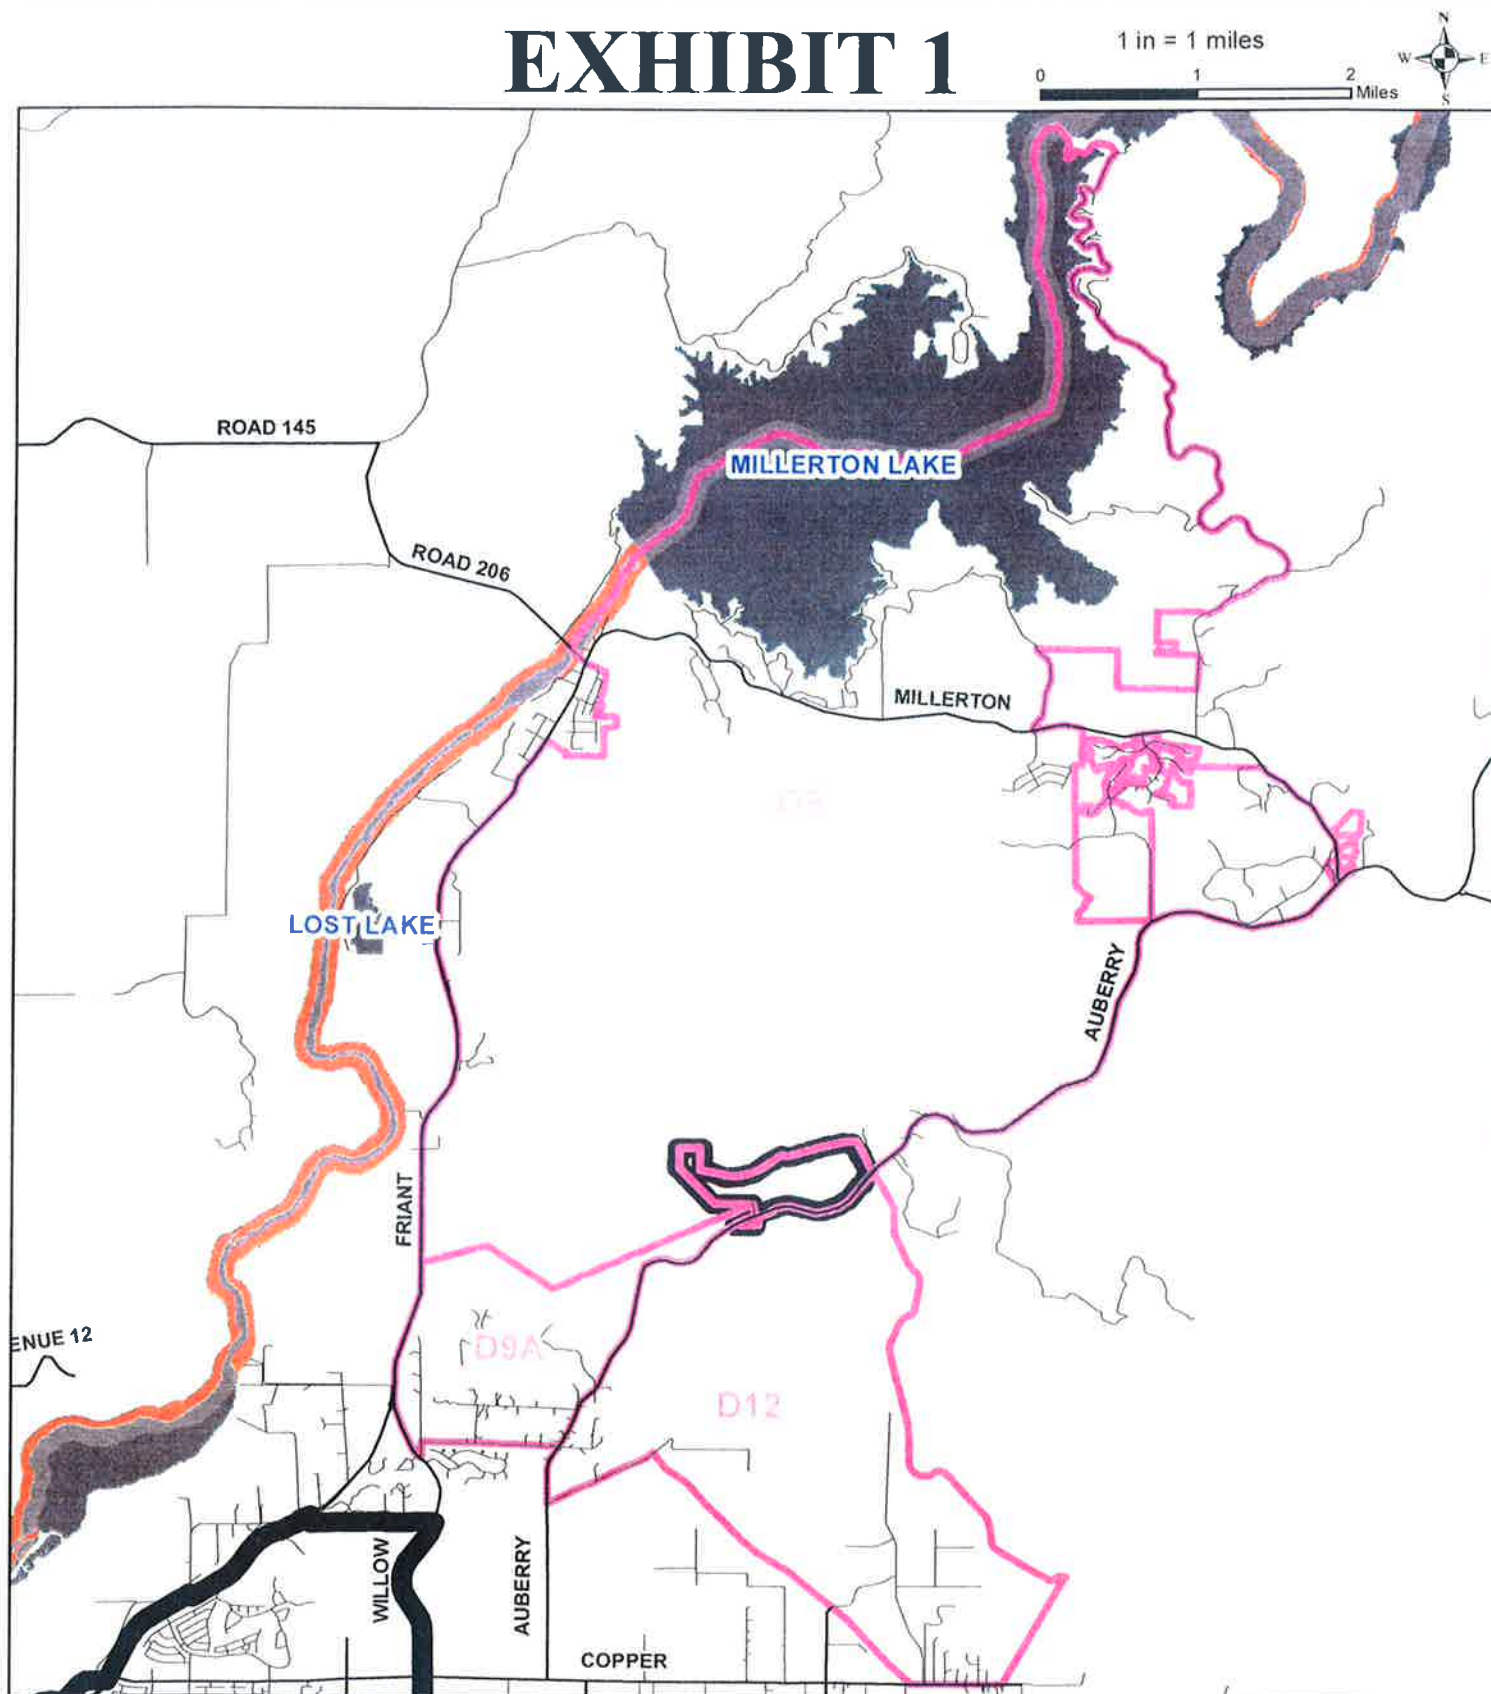 EXHIBIT 1
1 in = 1 miles
0 1 2
Miles
N
W E
S
ROAD 145
ROAD 206
MILLERTON LAKE
MILLERTON
LOST LAKE
AUBERRY
FRIANT
ENUE 12
D9A
D12
WILLOW
AUBERRY
COPPER